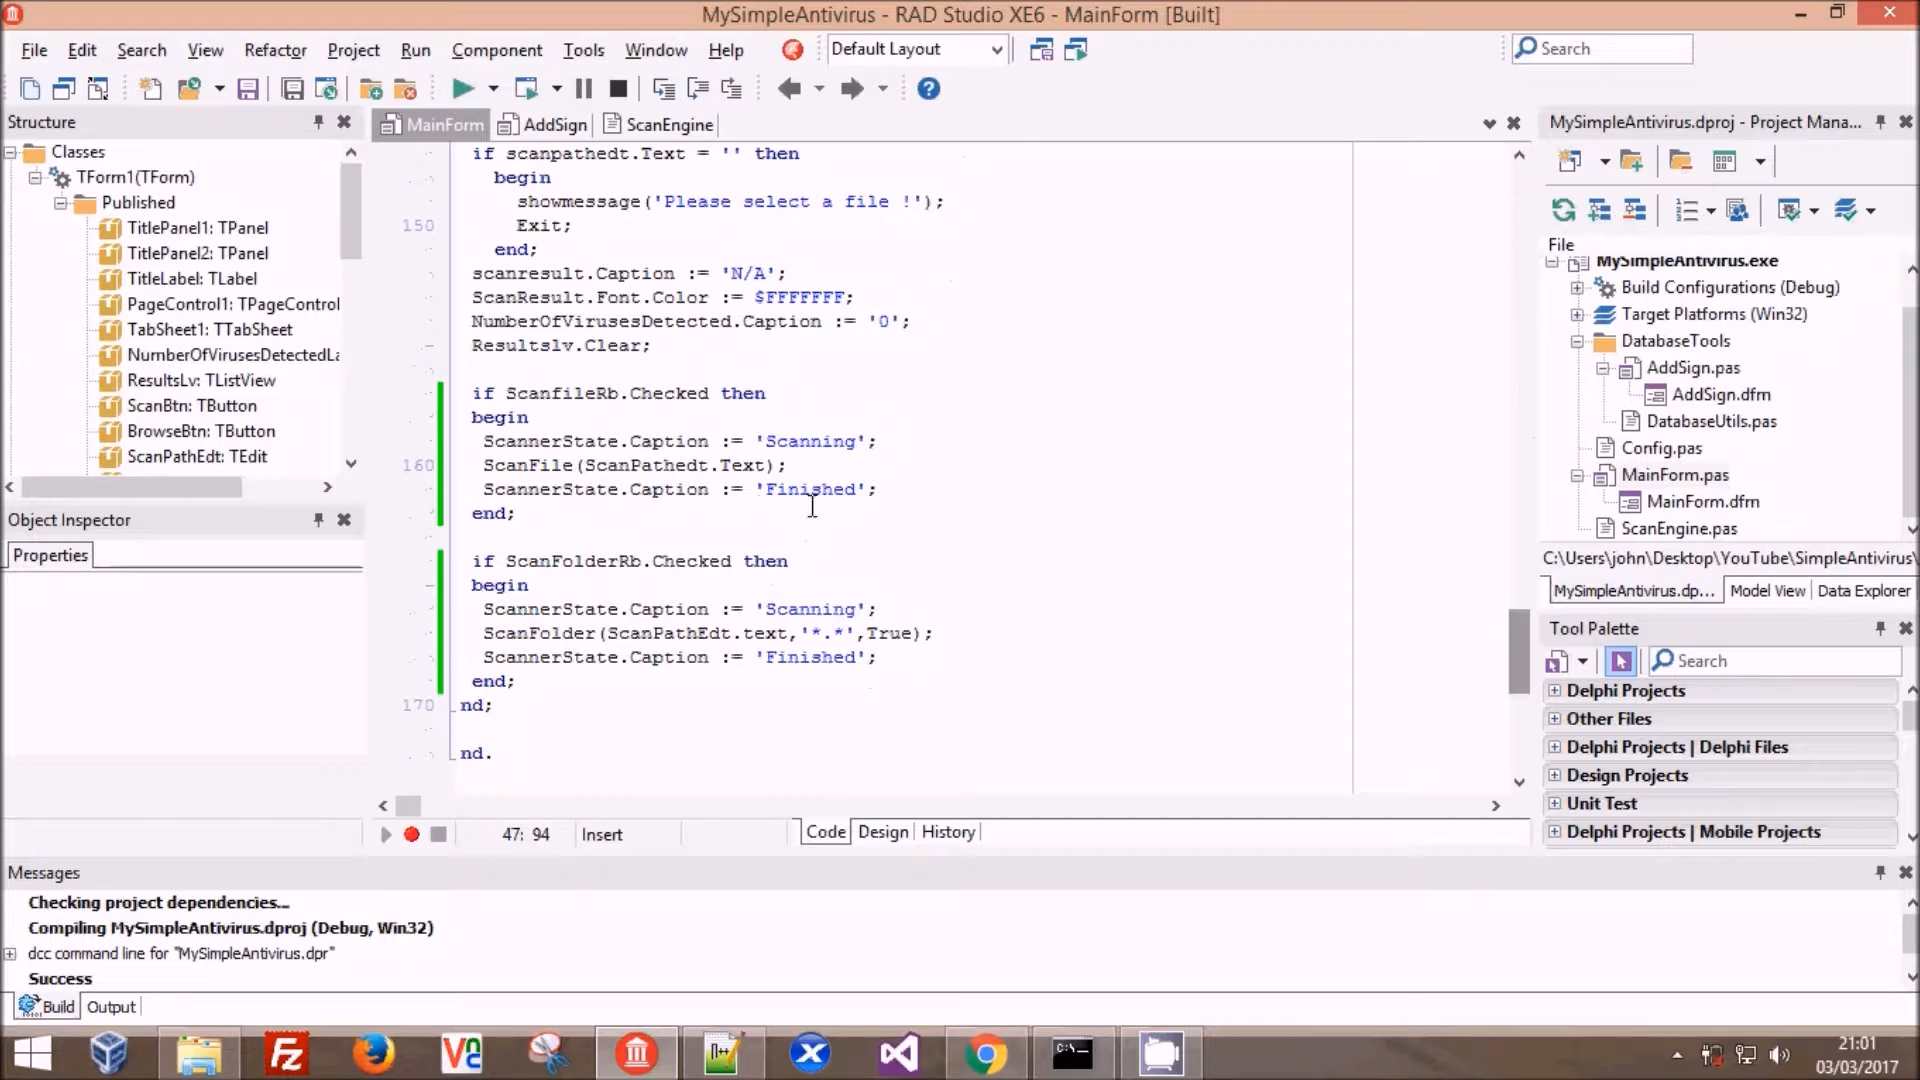 MySimpleAntivirus - RAD Studio XE6 - MainForm [Built]
File Edit Search View Refactor Project Run Component Tools Window Help
Default Layout
Search
Structure
MainForm AddSign ScanEngine
MySimpleAntivirus.dproj - Project Mana...
Classes
TForm1(TForm)
Published
TitlePanel1: TPanel
TitlePanel2: TPanel
TitleLabel: TLabel
PageControl1: TPageControl
TabSheet1: TTabSheet
NumberOfVirusesDetectedLa
ResultsLv: TListView
ScanBtn: TButton
BrowseBtn: TButton
ScanPathEdt: TEdit
Object Inspector
Properties
if scanpathedt.Text = '' then
begin
showmessage('Please select a file !');
150 Exit;
end;
scanresult.Caption := 'N/A';
ScanResult.Font.Color := $FFFFFFF;
NumberOfVirusesDetected.Caption := '0';
Resultslv.Clear;
if ScanfileRb.Checked then
begin
ScannerState.Caption := 'Scanning';
160 ScanFile(ScanPathedt.Text);
ScannerState.Caption := 'Finished';
end;
if ScanFolderRb.Checked then
begin
ScannerState.Caption := 'Scanning';
ScanFolder(ScanPathEdt.text,'*.*',True);
ScannerState.Caption := 'Finished';
end;
170 nd;
nd.
47: 94 Insert
Code Design History
File
MySimpleAntivirus.exe
Build Configurations (Debug)
Target Platforms (Win32)
DatabaseTools
AddSign.pas
AddSign.dfm
DatabaseUtils.pas
Config.pas
MainForm.pas
MainForm.dfm
ScanEngine.pas
C:\Users\john\Desktop\YouTube\SimpleAntivirus\
MySimpleAntivirus.dp... Model View Data Explorer
Tool Palette
Search
Delphi Projects
Other Files
Delphi Projects | Delphi Files
Design Projects
Unit Test
Delphi Projects | Mobile Projects
Messages
Checking project dependencies...
Compiling MySimpleAntivirus.dproj (Debug, Win32)
dcc command line for "MySimpleAntivirus.dpr"
Success
Build Output
21:01
03/03/2017